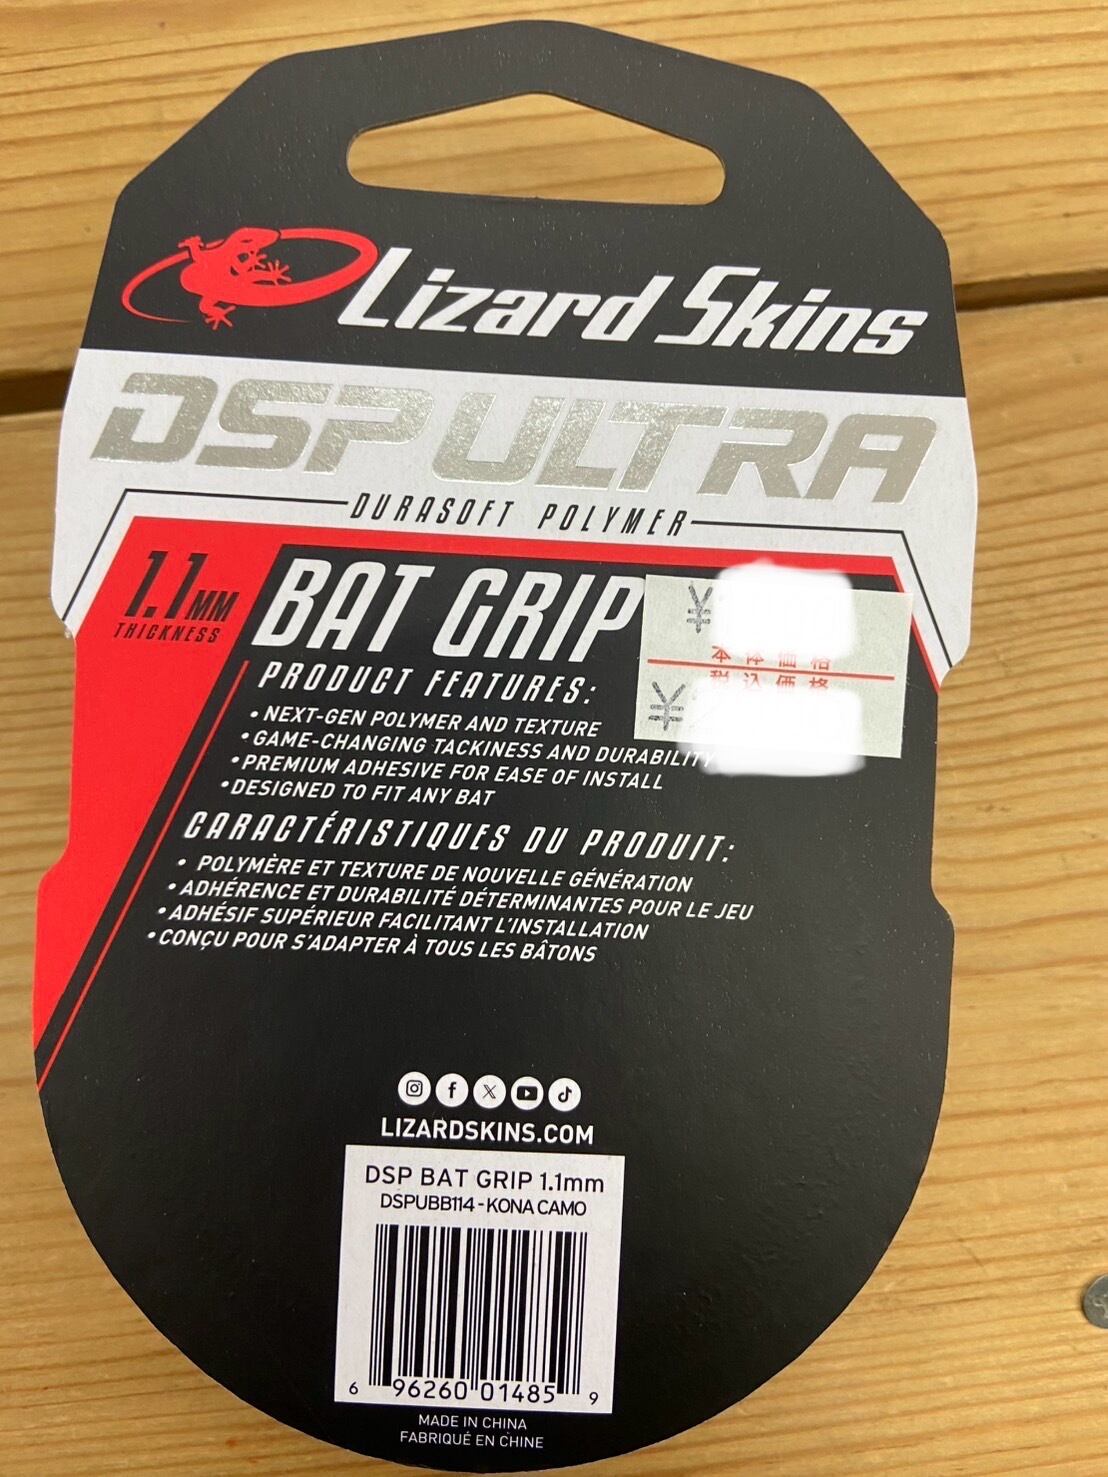 Lizard Skins
DSP ULTRA
DURASOFT POLYMER
1.1MM
THICKNESS
BAT GRIP
¥
本体価格
税込価格
¥
PRODUCT FEATURES:
• NEXT-GEN POLYMER AND TEXTURE
• GAME-CHANGING TACKINESS AND DURABILITY
• PREMIUM ADHESIVE FOR EASE OF INSTALL
• DESIGNED TO FIT ANY BAT
CARACTÉRISTIQUES DU PRODUIT:
• POLYMÈRE ET TEXTURE DE NOUVELLE GÉNÉRATION
• ADHÉRENCE ET DURABILITÉ DÉTERMINANTES POUR LE JEU
• ADHÉSIF SUPÉRIEUR FACILITANT L'INSTALLATION
• CONÇU POUR S'ADAPTER À TOUS LES BÂTONS
LIZARDSKINS.COM
DSP BAT GRIP 1.1mm
DSPUBB114 - KONA CAMO
6 96260 01485 9
MADE IN CHINA
FABRIQUÉ EN CHINE